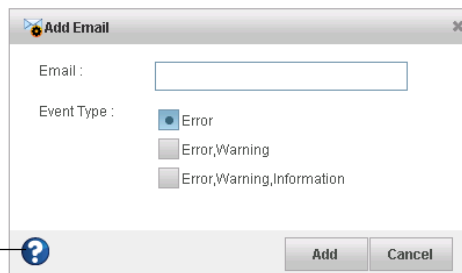 Add Email
Email :
Event Type :
Error
Error,Warning
Error,Warning,Information
?
Add
Cancel